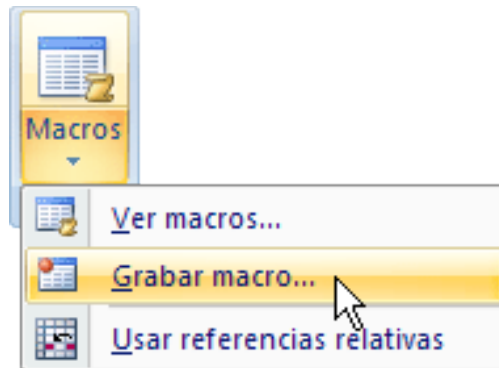 Macros
Ver macros...
Grabar macro...
Usar referencias relativas